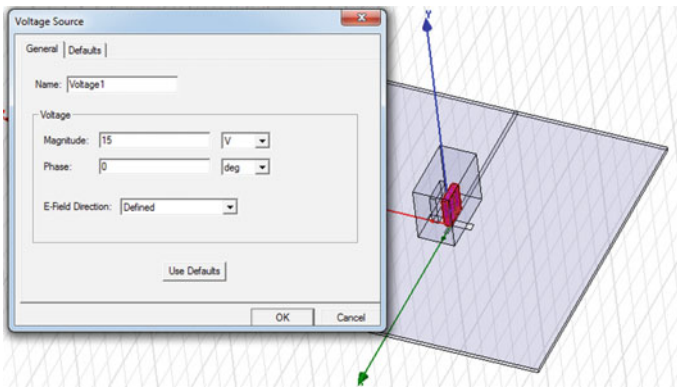 Voltage Source
General Defaults
Name: Voltage1
Voltage
Magnitude: 15 V
Phase: 0 deg
E-Field Direction: Defined
Use Defaults
OK Cancel
Y